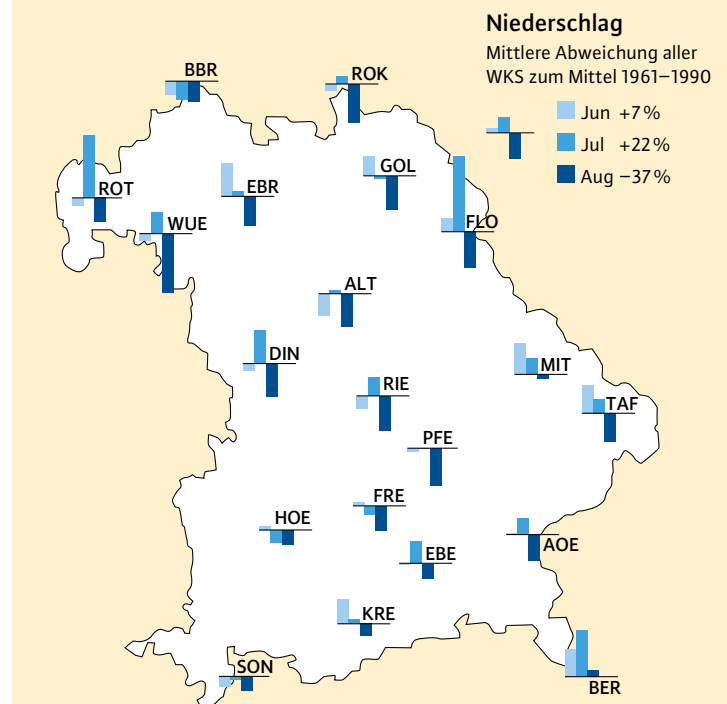 Niederschlag
Mittlere Abweichung aller
WKS zum Mittel 1961–1990
Jun +7 %
Jul +22 %
Aug –37 %
BBR
ROK
ROT
EBR
GOL
WUE
FLO
ALT
DIN
MIT
RIE
TAF
PFE
FRE
HOE
AOE
EBE
KRE
SON
BER